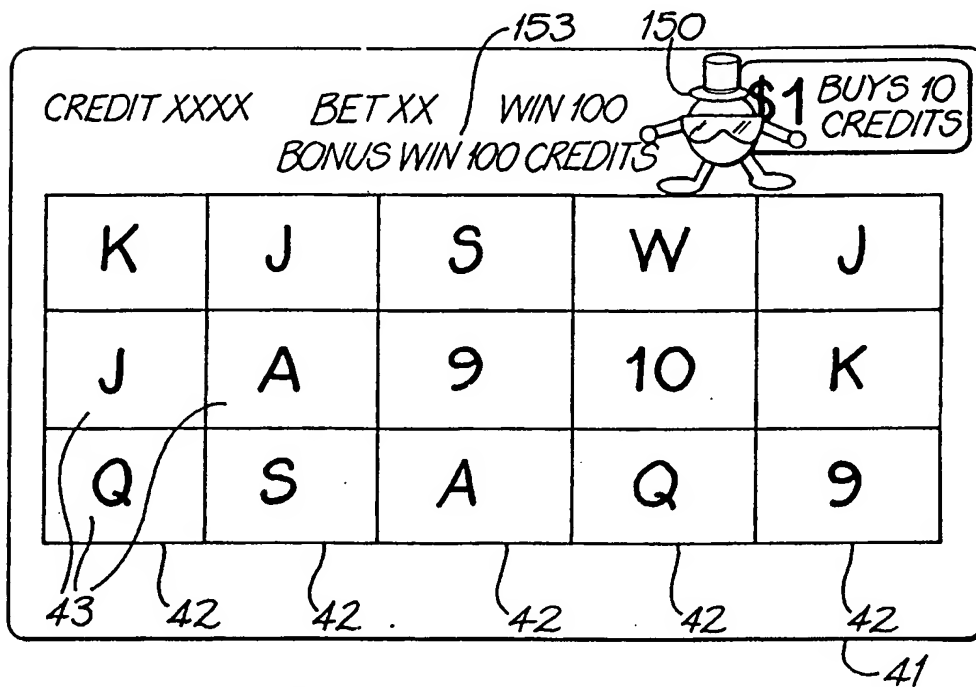 153 150
CREDIT XXXX BET XX WIN 100 $1 BUYS 10
CREDITS
BONUS WIN 100 CREDITS
K J S W J
J A 9 10 K
Q S A Q 9
43 42 42 42 42 42
41